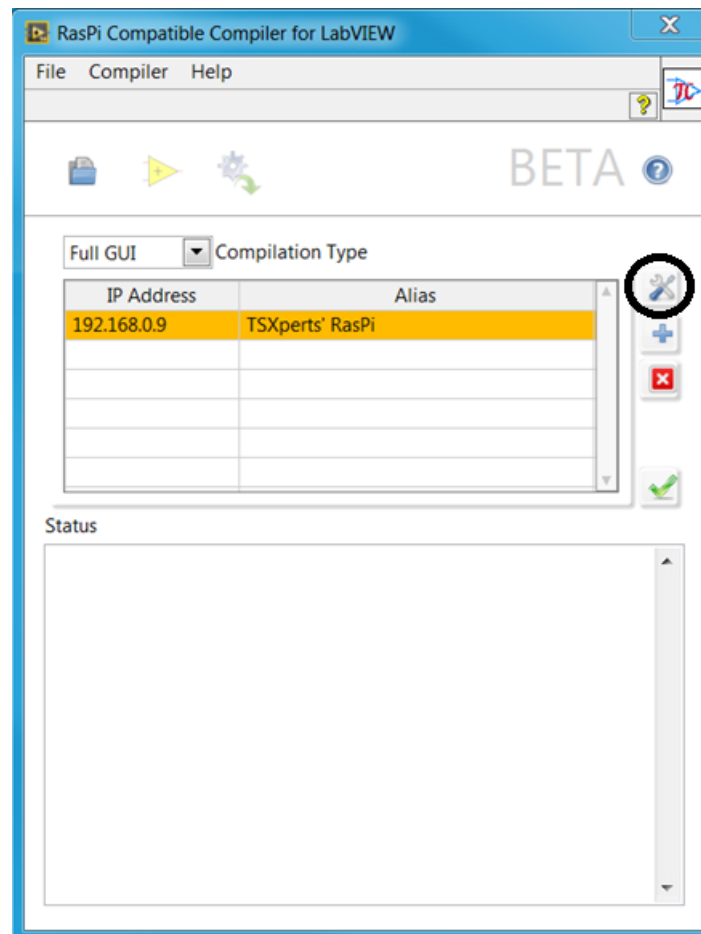 RasPi Compatible Compiler for LabVIEW
File Compiler Help
BETA
Full GUI Compilation Type
IP Address Alias
192.168.0.9 TSXperts' RasPi
Status